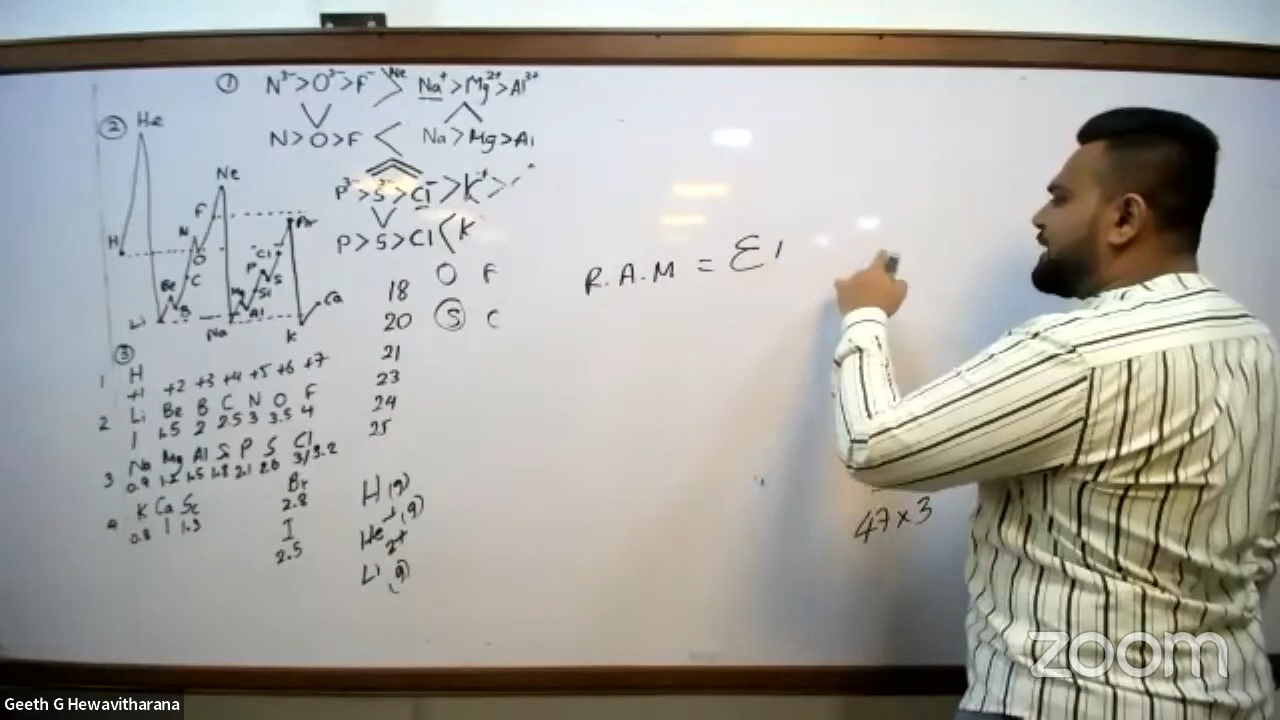 ① N³⁻>O²⁻>F⁻ > Ne Na⁺>Mg²⁺>Al³⁺
N>O>F < Na>Mg>Al
P³⁻>S²⁻>Cl⁻>K⁺>
P>S>Cl<K
② He
Ne
F
N
O
H
C
Be
B
Li
Ar
Cl
P
S
Mg
Si
Al
Na
K
Ca
18 O F
20 Ⓢ C
21
23
24
25
③
1 H
+1 +2 +3 +4 +5 +6 +7
2 Li Be B C N O F
1 1.5 2 2.5 3 3.5 4
3 Na Mg Al Si P S Cl
0.9 1.2 1.5 1.8 2.1 2.6 3/3.2
4 K Ca Sc Br
0.8 1 1.3 2.8
I
2.5
H(g)
He⁺(g)
Li²⁺(g)
R.A.M = Σ1
47×3
zoom
Geeth G Hewavitharana